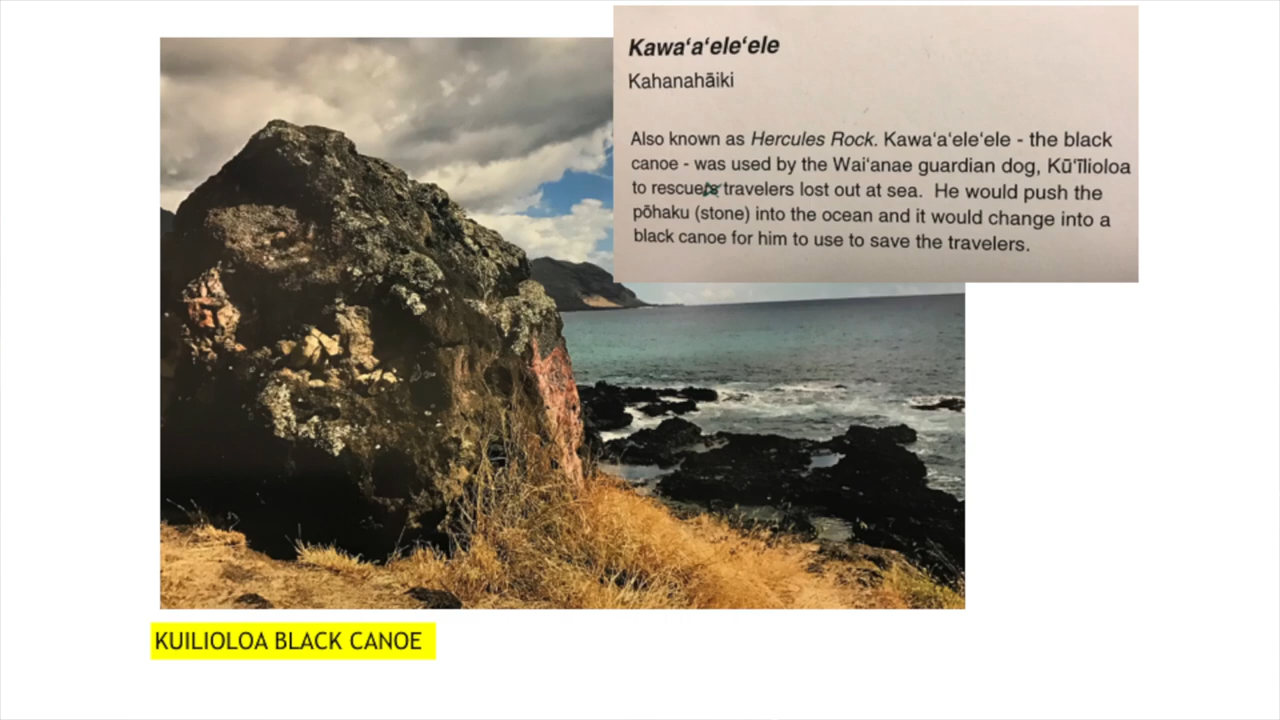 Kawaʻaʻeleʻele
Kahanahāiki
Also known as Hercules Rock. Kawaʻaʻeleʻele - the black
canoe - was used by the Waiʻanae guardian dog, Kūʻīlioloa
to rescuers travelers lost out at sea. He would push the
pōhaku (stone) into the ocean and it would change into a
black canoe for him to use to save the travelers.
KUILIOLOA BLACK CANOE